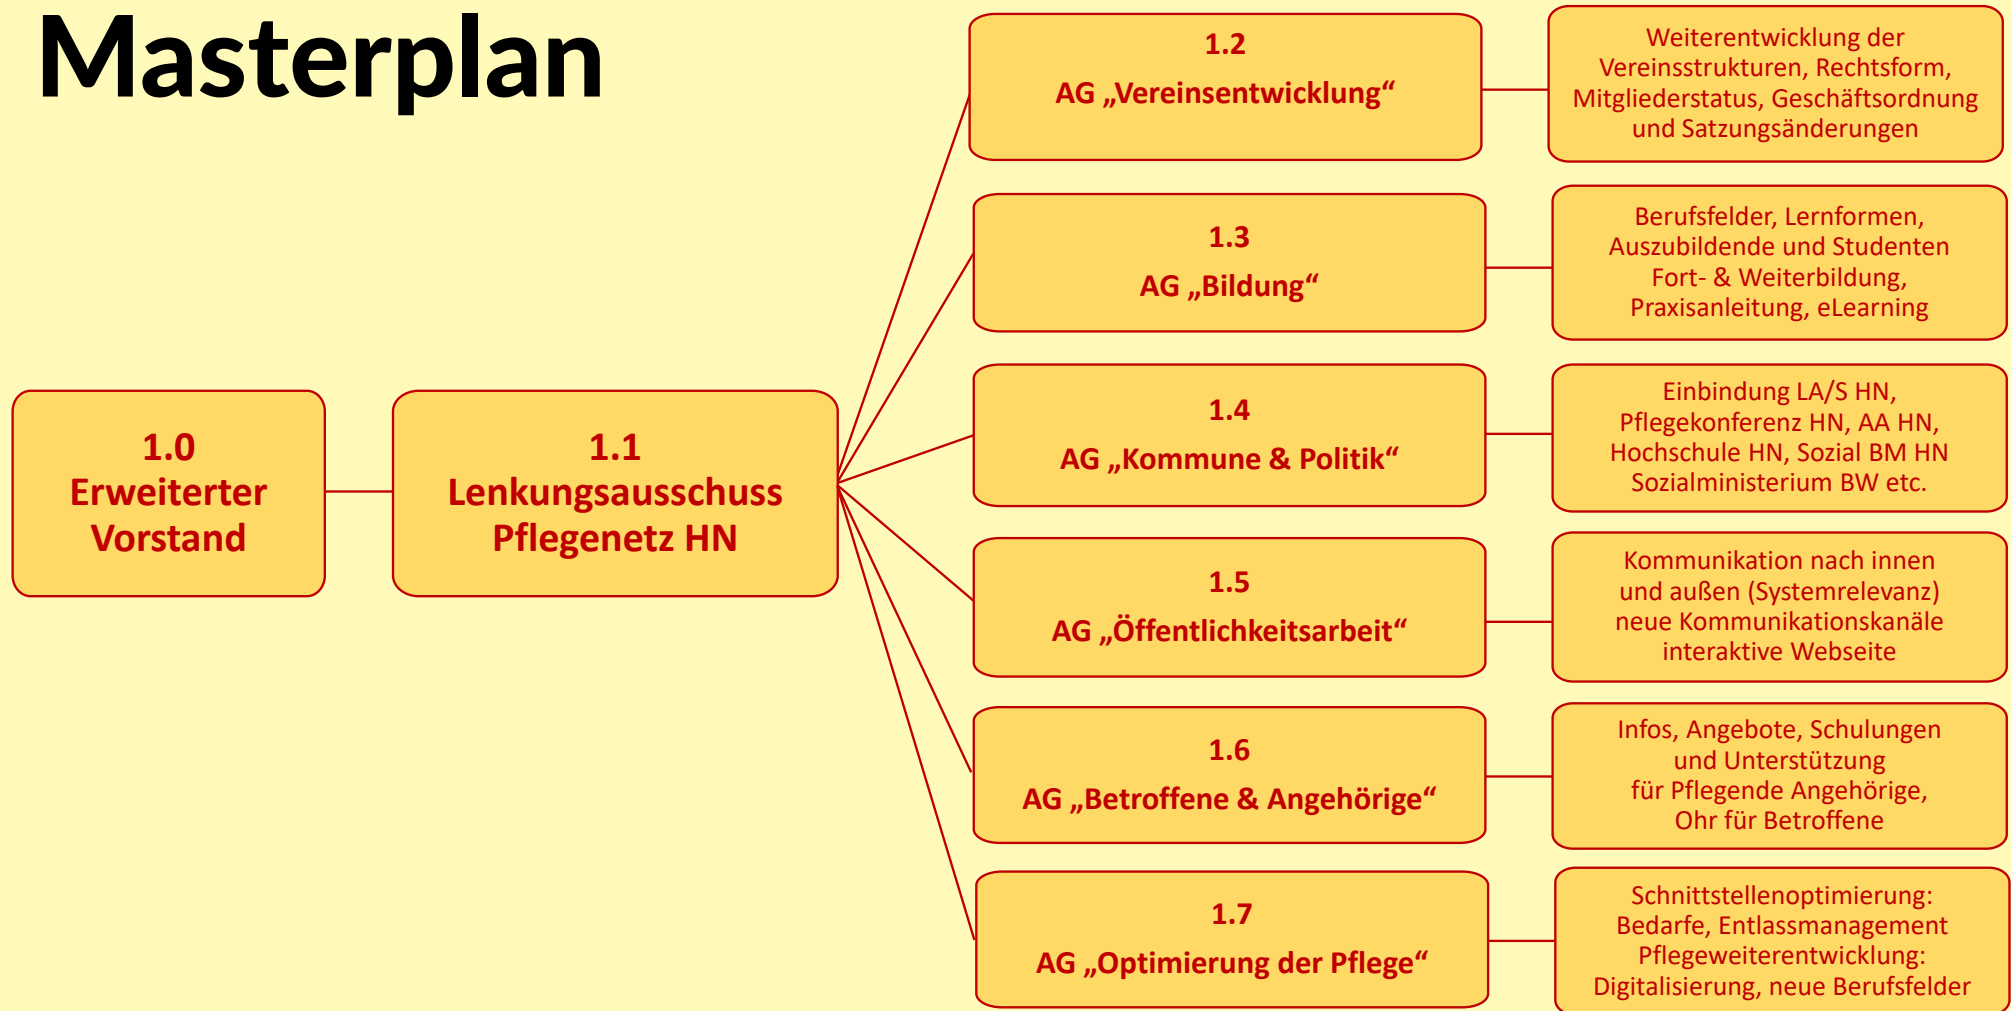 Masterplan
1.0
Erweiterter
Vorstand
1.1
Lenkungsausschuss
Pflegenetz HN
1.2
AG „Vereinsentwicklung“
Weiterentwicklung der
Vereinsstrukturen, Rechtsform,
Mitgliederstatus, Geschäftsordnung
und Satzungsänderungen
1.3
AG „Bildung“
Berufsfelder, Lernformen,
Auszubildende und Studenten
Fort- & Weiterbildung,
Praxisanleitung, eLearning
1.4
AG „Kommune & Politik“
Einbindung LA/S HN,
Pflegekonferenz HN, AA HN,
Hochschule HN, Sozial BM HN
Sozialministerium BW etc.
1.5
AG „Öffentlichkeitsarbeit“
Kommunikation nach innen
und außen (Systemrelevanz)
neue Kommunikationskanäle
interaktive Webseite
1.6
AG „Betroffene & Angehörige“
Infos, Angebote, Schulungen
und Unterstützung
für Pflegende Angehörige,
Ohr für Betroffene
1.7
AG „Optimierung der Pflege“
Schnittstellenoptimierung:
Bedarfe, Entlassmanagement
Pflegeweiterentwicklung:
Digitalisierung, neue Berufsfelder